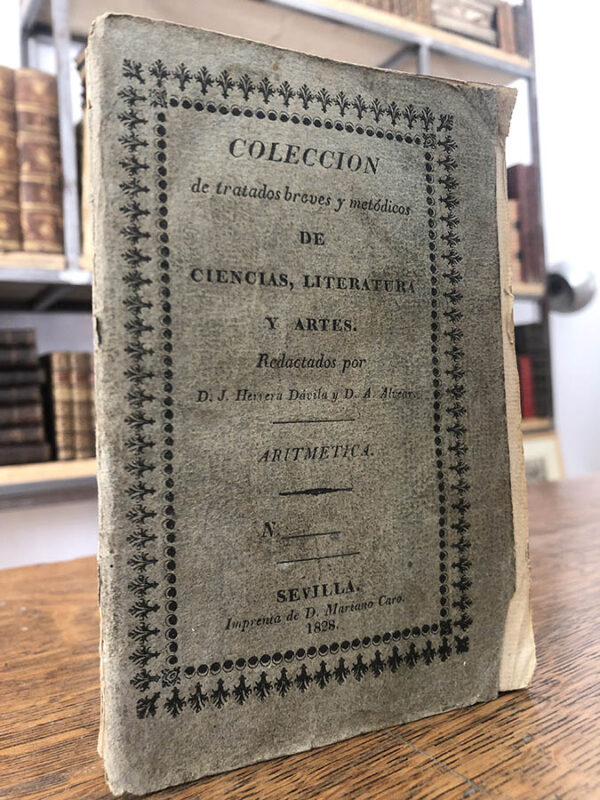 COLECCION
de tratados breves y metódicos
DE
CIENCIAS, LITERATURA
Y ARTES.
Redactados por
D. J. Herrera Dávila y D. A. Alvear.
ARITMETICA.
N.
SEVILLA.
Imprenta de D. Mariano Caro.
1828.